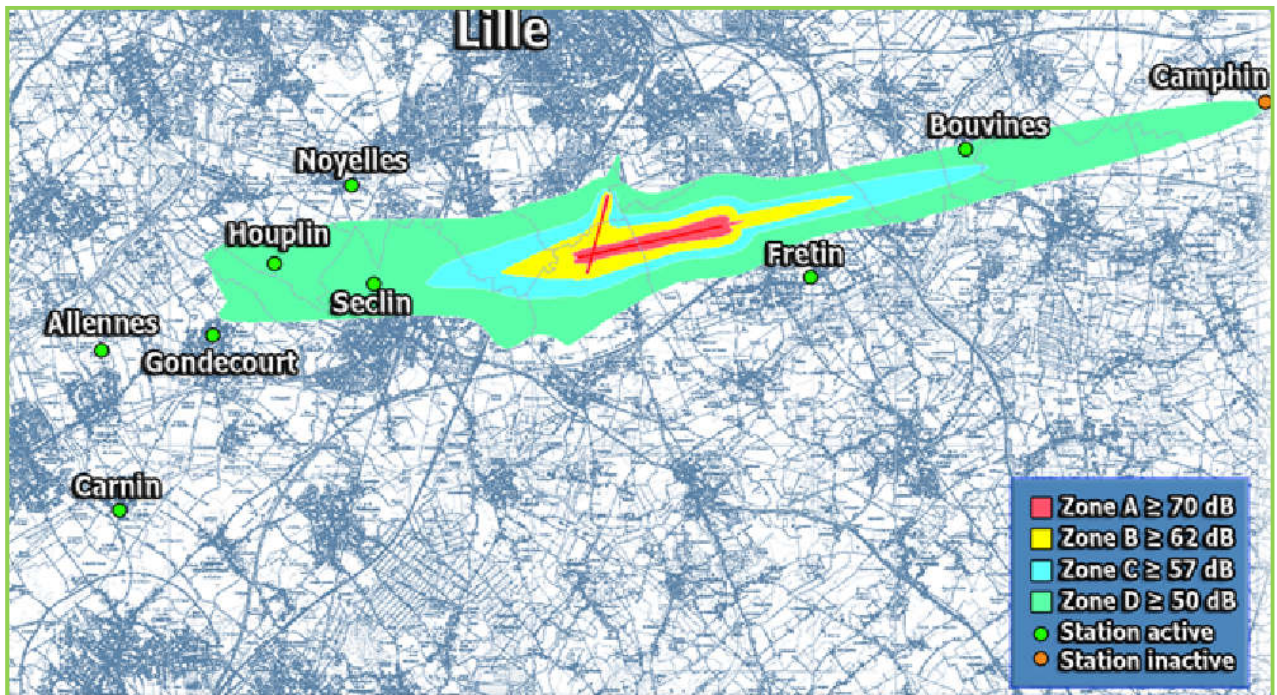 Lille
Camphin
Bouvines
Noyelles
Houplin
Fretin
Seclin
Allennes
Gondecourt
Carnin
Zone A ≥ 70 dB
Zone B ≥ 62 dB
Zone C ≥ 57 dB
Zone D ≥ 50 dB
Station active
Station inactive